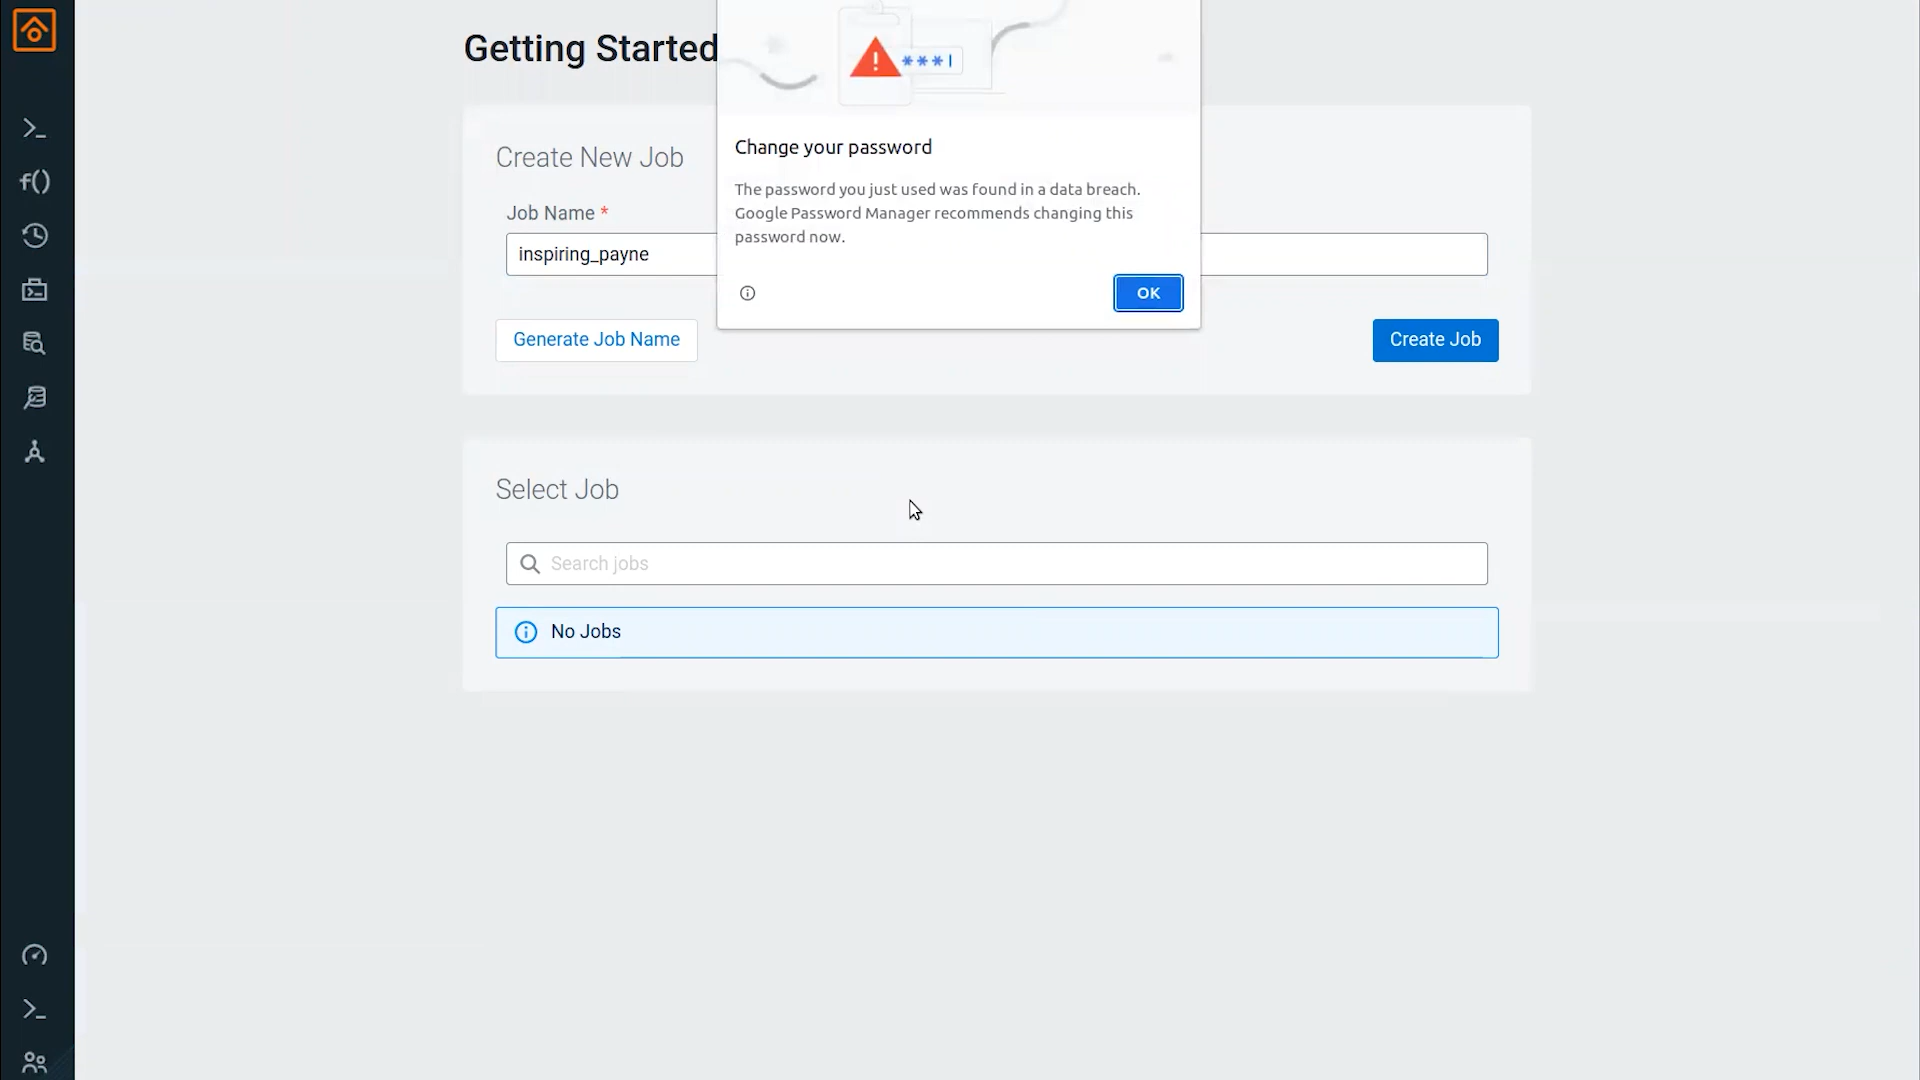 Getting Started
***|
Change your password
The password you just used was found in a data breach.
Google Password Manager recommends changing this
password now.
OK
Create New Job
Job Name *
inspiring_payne
Generate Job Name
Create Job
Select Job
Search jobs
No Jobs
>_
f()
>_